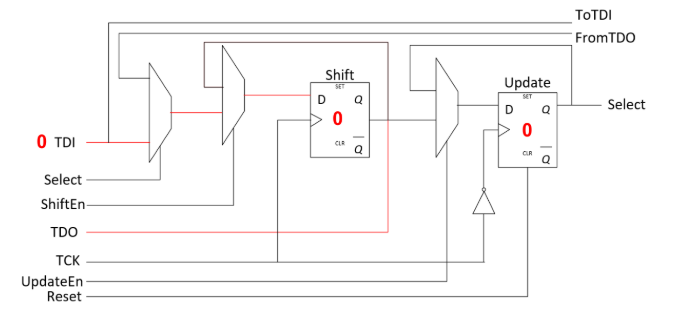 ToTDI
FromTDO
Shift
SET
D Q
0
CLR Q
Update
SET
D Q
0
CLR Q
Select
0 TDI
Select
ShiftEn
TDO
TCK
UpdateEn
Reset